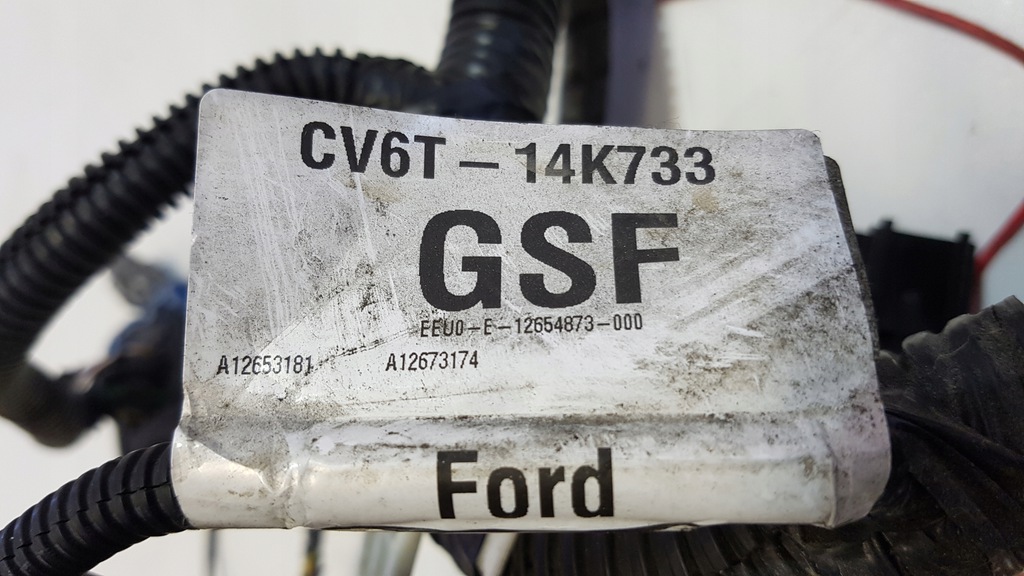 CV6T-14K733
GSF
EEU0-E-12654873-000
A12653181 A12673174
Ford